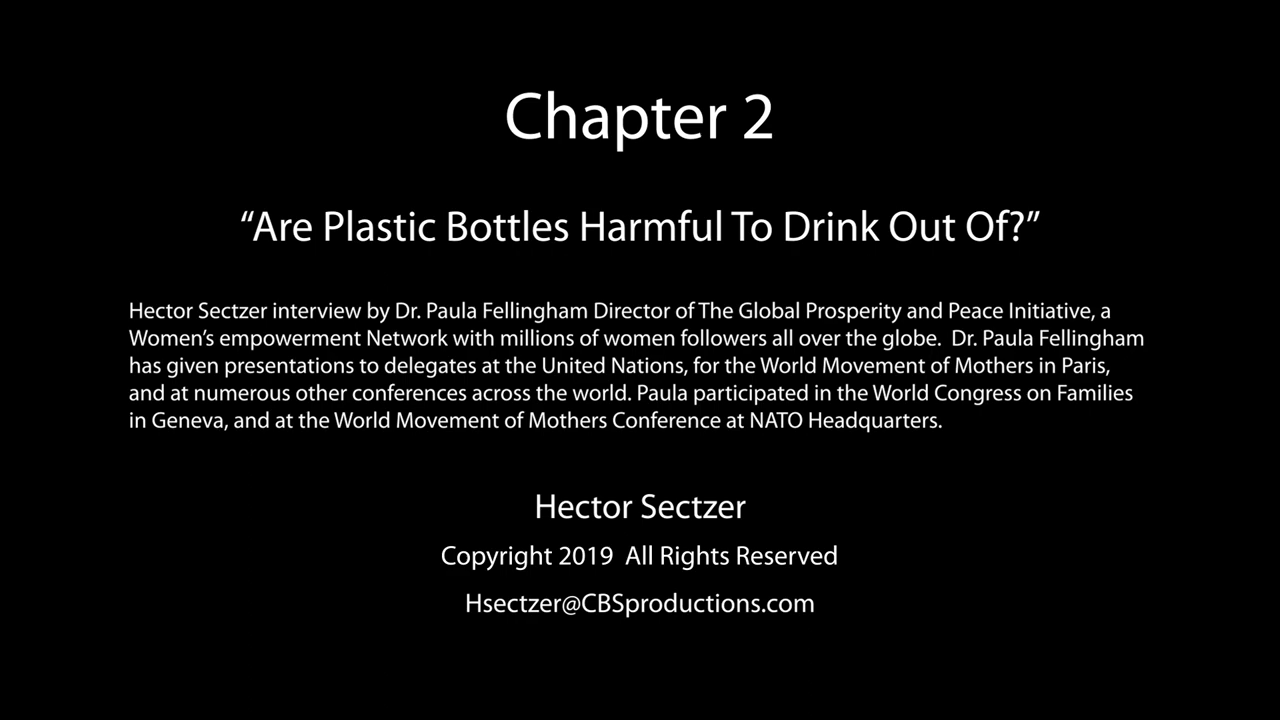 Chapter 2
“Are Plastic Bottles Harmful To Drink Out Of?”
Hector Sectzer interview by Dr. Paula Fellingham Director of The Global Prosperity and Peace Initiative, a
Women’s empowerment Network with millions of women followers all over the globe.  Dr. Paula Fellingham
has given presentations to delegates at the United Nations, for the World Movement of Mothers in Paris,
and at numerous other conferences across the world. Paula participated in the World Congress on Families
in Geneva, and at the World Movement of Mothers Conference at NATO Headquarters.
Hector Sectzer
Copyright 2019  All Rights Reserved
Hsectzer@CBSproductions.com